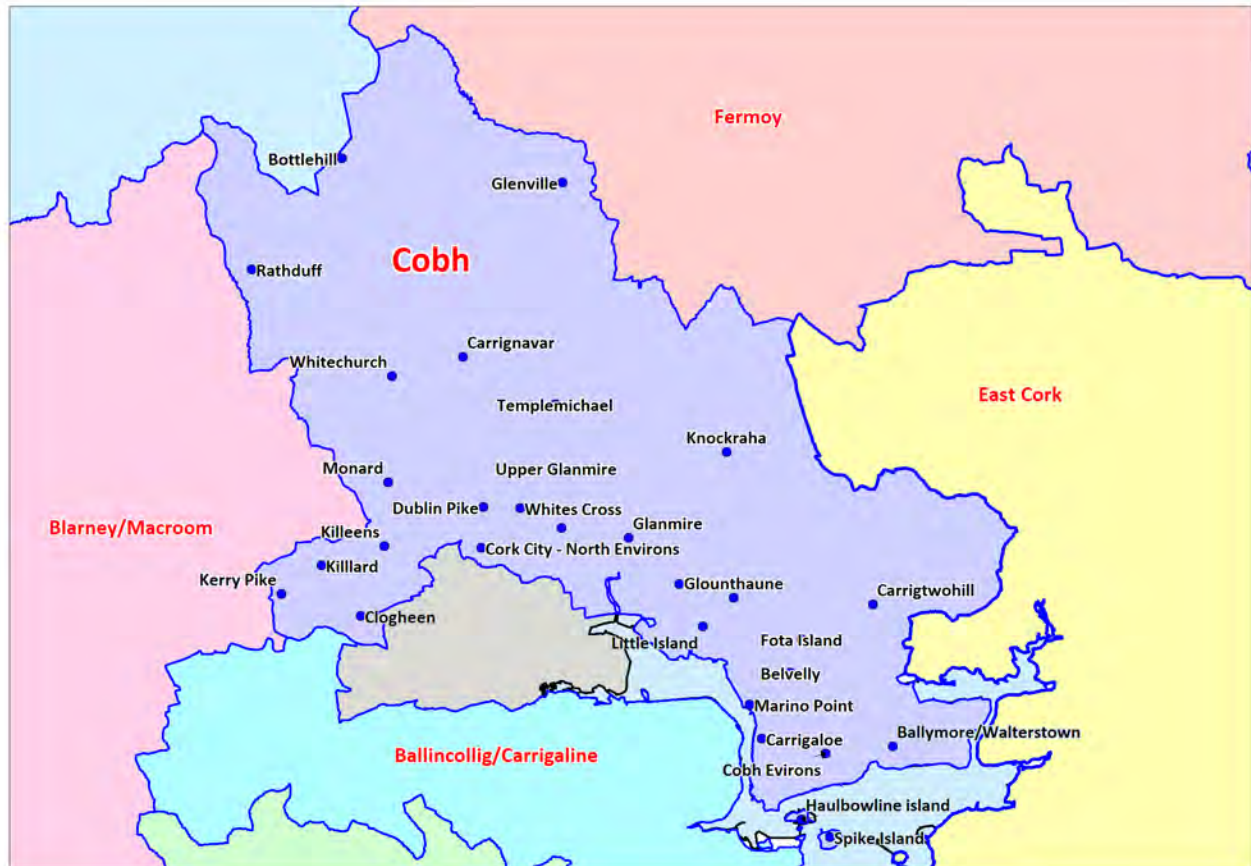 Fermoy
Bottlehill
Glenville
Cobh
Rathduff
Carrignavar
Whitechurch
Templemichael
East Cork
Knockraha
Monard
Upper Glanmire
Dublin Pike
Whites Cross
Blarney/Macroom
Glanmire
Killeens
Cork City - North Environs
Killlard
Kerry Pike
Glounthaune
Carrigtwohill
Clogheen
Little Island
Fota Island
Belvelly
Marino Point
Ballymore/Walterstown
Carrigaloe
Ballincollig/Carrigaline
Cobh Evirons
Haulbowline island
Spike Island